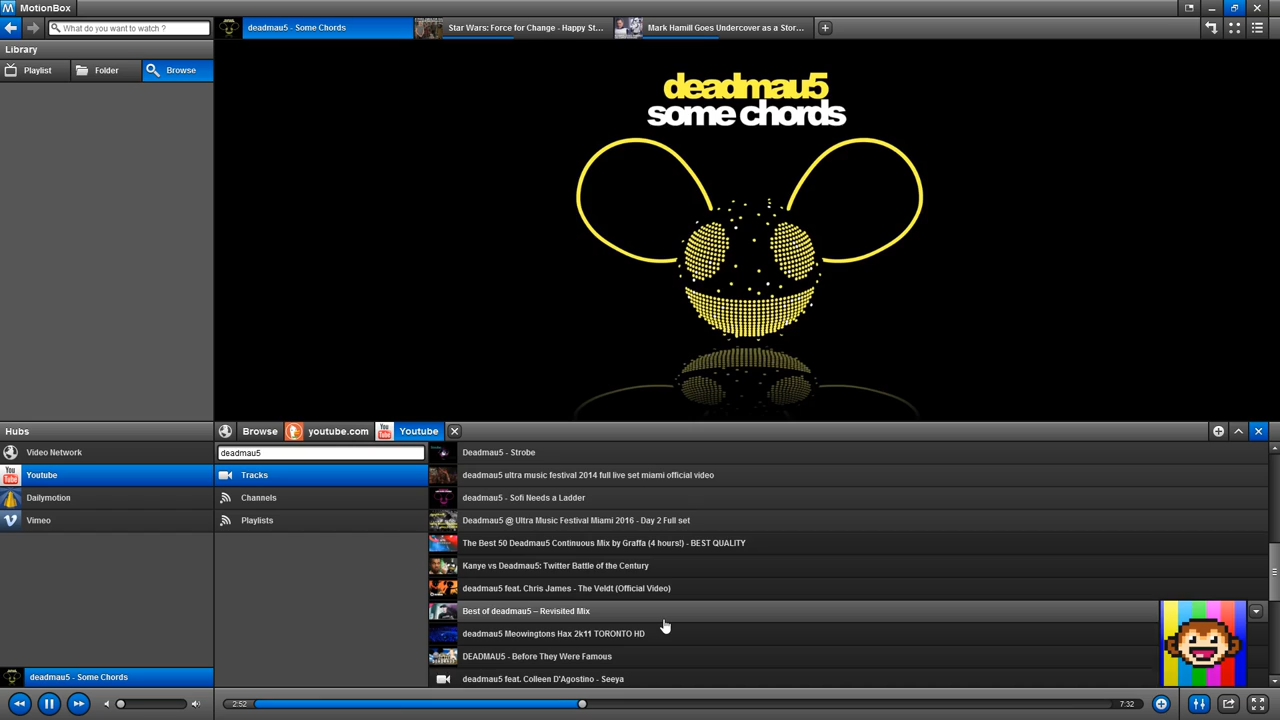 MotionBox
What do you want to watch ?
deadmau5 - Some Chords
Star Wars: Force for Change - Happy St...
Mark Hamill Goes Undercover as a Stor...
Library
Playlist
Folder
Browse
deadmau5
some chords
Hubs
Browse
youtube.com
You Tube
Youtube
Video Network
You Tube
Youtube
Dailymotion
Vimeo
deadmau5
Tracks
Channels
Playlists
Deadmau5 - Strobe
deadmau5 ultra music festival 2014 full live set miami official video
deadmau5 - Sofi Needs a Ladder
Deadmau5 @ Ultra Music Festival Miami 2016 - Day 2 Full set
The Best 50 Deadmau5 Continuous Mix by Graffa (4 hours!) - BEST QUALITY
Kanye vs Deadmau5: Twitter Battle of the Century
deadmau5 feat. Chris James - The Veldt (Official Video)
Best of deadmau5 – Revisited Mix
deadmau5 Meowingtons Hax 2k11 TORONTO HD
DEADMAU5 - Before They Were Famous
deadmau5 feat. Colleen D'Agostino - Seeya
deadmau5 - Some Chords
2:52
7:32